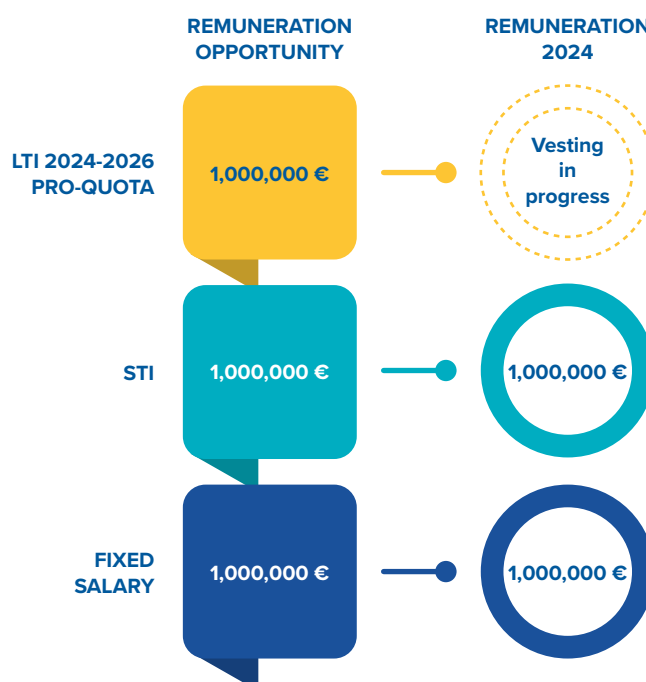 REMUNERATION
OPPORTUNITY
REMUNERATION
2024
LTI 2024-2026
PRO-QUOTA
1,000,000 €
Vesting
in
progress
STI
1,000,000 €
1,000,000 €
FIXED
SALARY
1,000,000 €
1,000,000 €